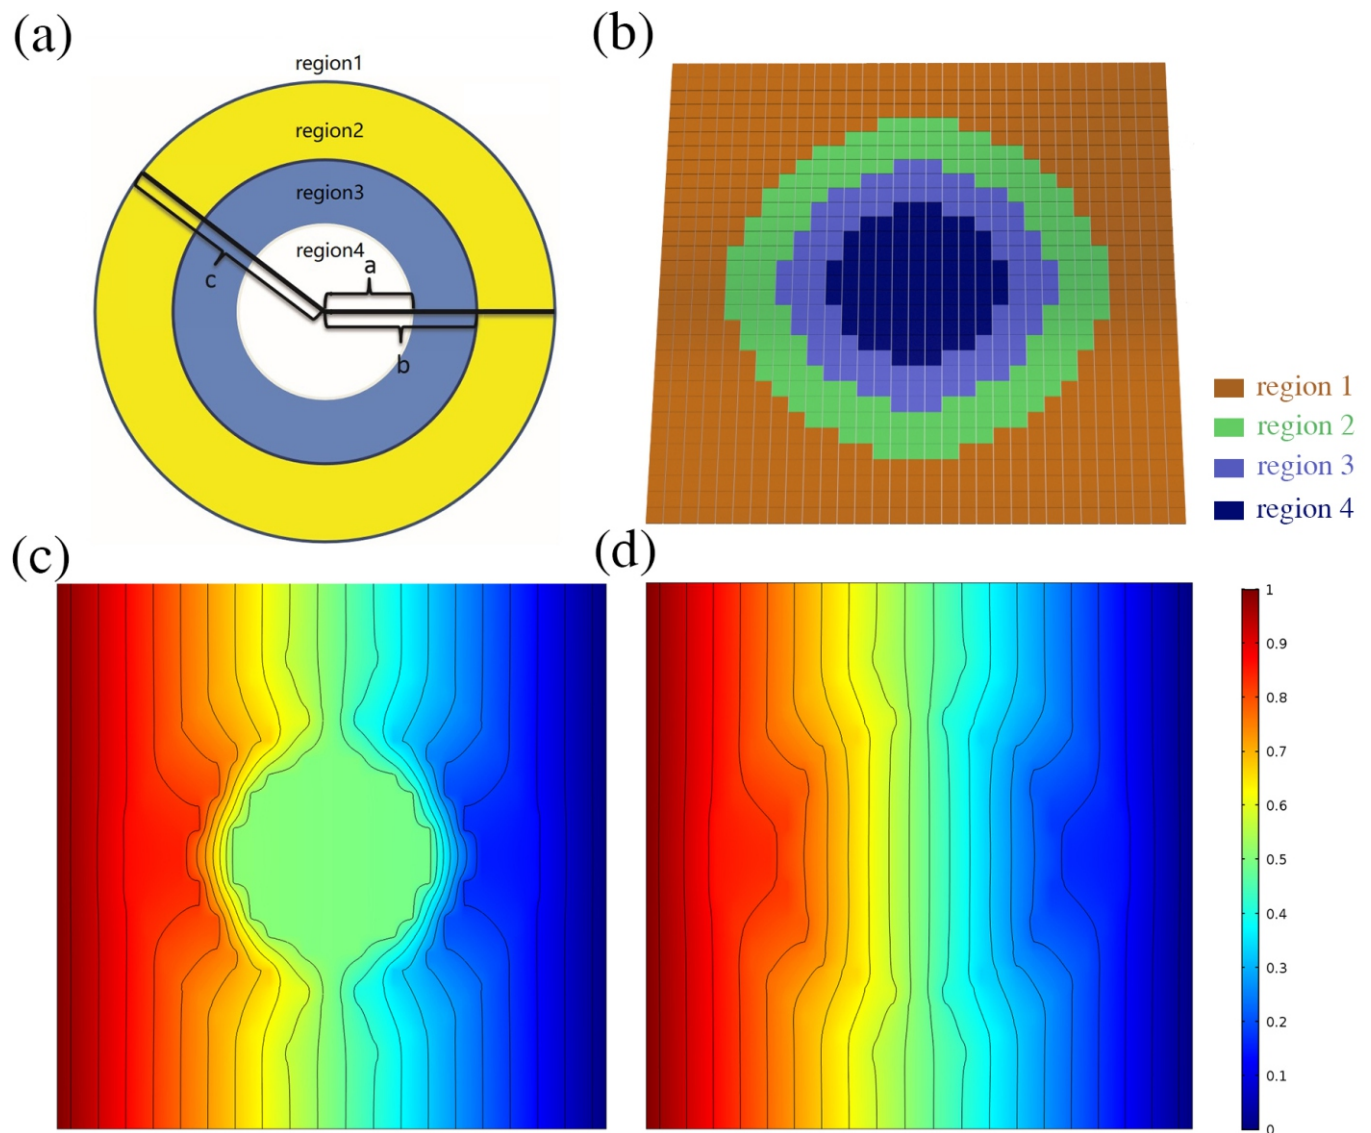 (a)
region1
region2
region3
region4
a
c
b
(b)
region 1
region 2
region 3
region 4
(c)
(d)
1
0.9
0.8
0.7
0.6
0.5
0.4
0.3
0.2
0.1
0